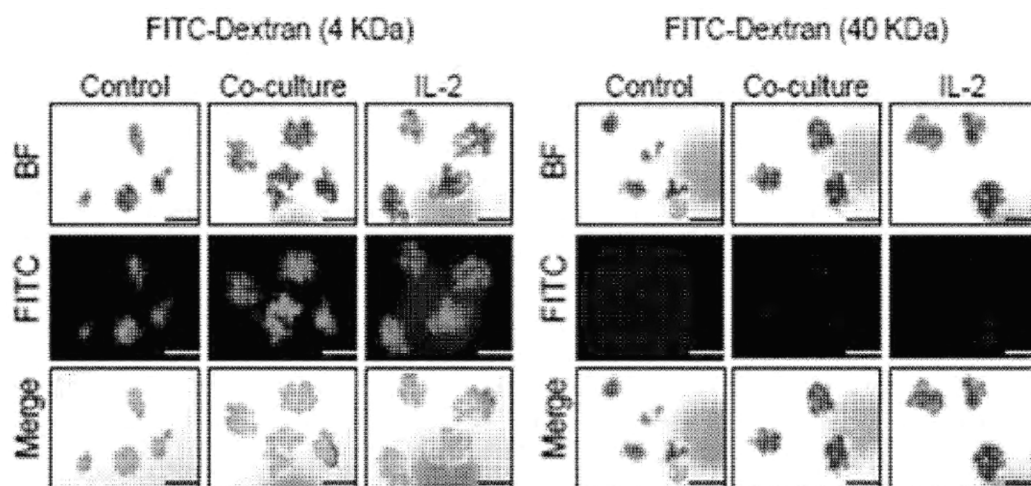 FITC-Dextran (4 KDa)
FITC-Dextran (40 KDa)
Control Co-culture IL-2
Control Co-culture IL-2
BF
BF
FITC
FITC
Merge
Merge